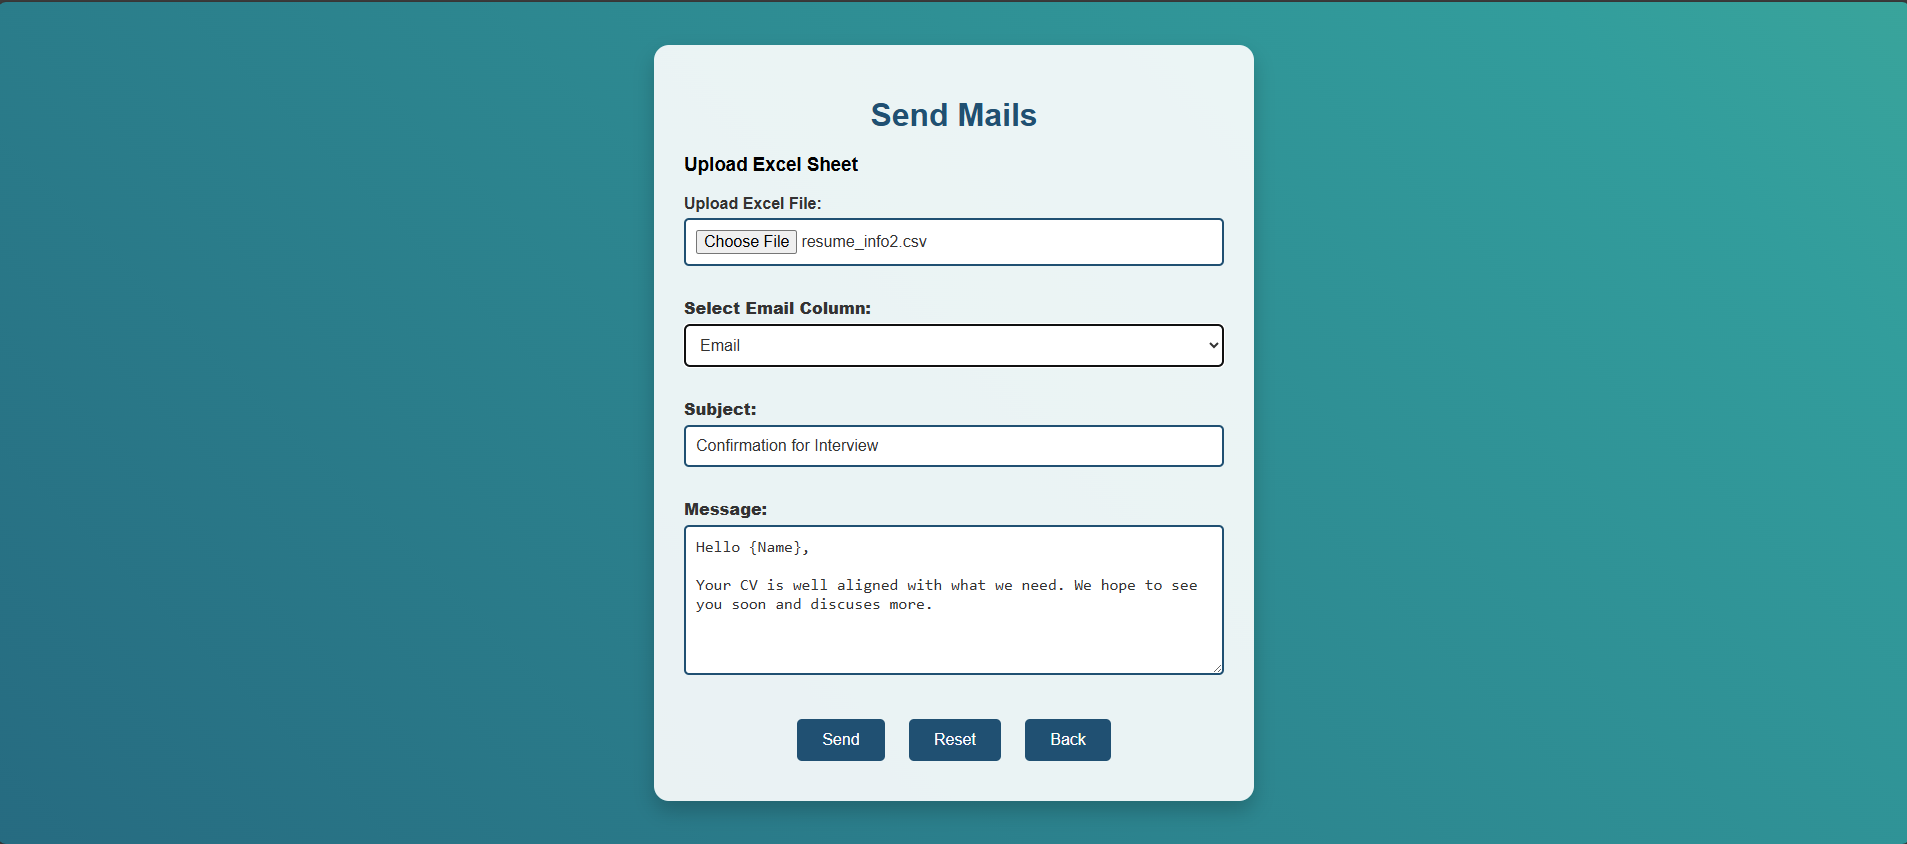 Send Mails
Upload Excel Sheet
Upload Excel File:
Choose File resume_info2.csv
Select Email Column:
Email
Subject:
Confirmation for Interview
Message:
Hello {Name},
Your CV is well aligned with what we need. We hope to see
you soon and discuses more.
Send Reset Back